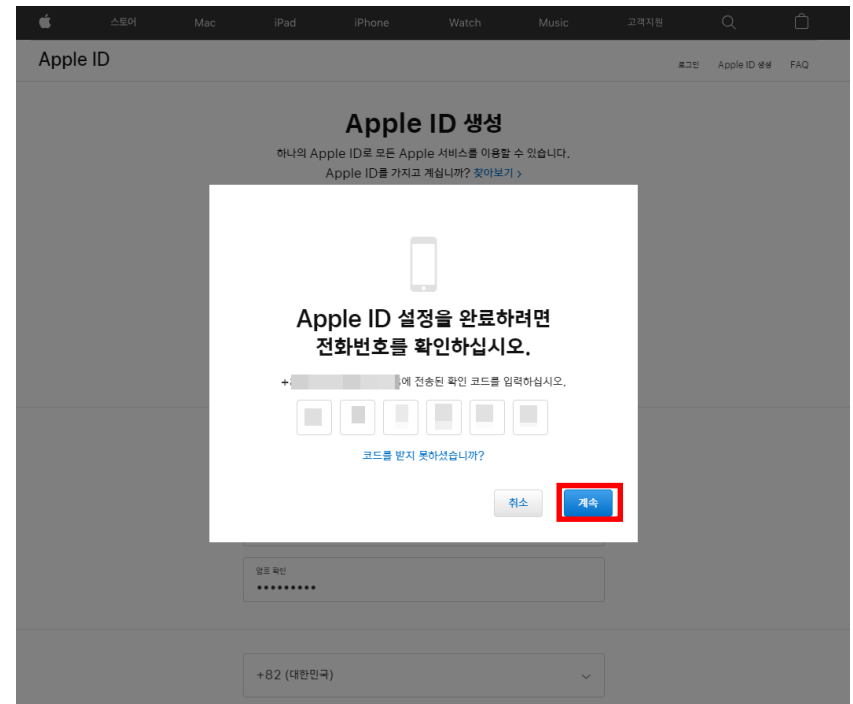 스토어 Mac iPad iPhone Watch Music 고객지원
Apple ID
로그인 Apple ID 생성 FAQ
Apple ID 생성
하나의 Apple ID로 모든 Apple 서비스를 이용할 수 있습니다.
Apple ID를 가지고 계십니까? 찾아보기 >
Apple ID 설정을 완료하려면
전화번호를 확인하십시오.
+ 에 전송된 확인 코드를 입력하십시오.
코드를 받지 못하셨습니까?
취소 계속
암호 확인
•••••••••
+82 (대한민국)